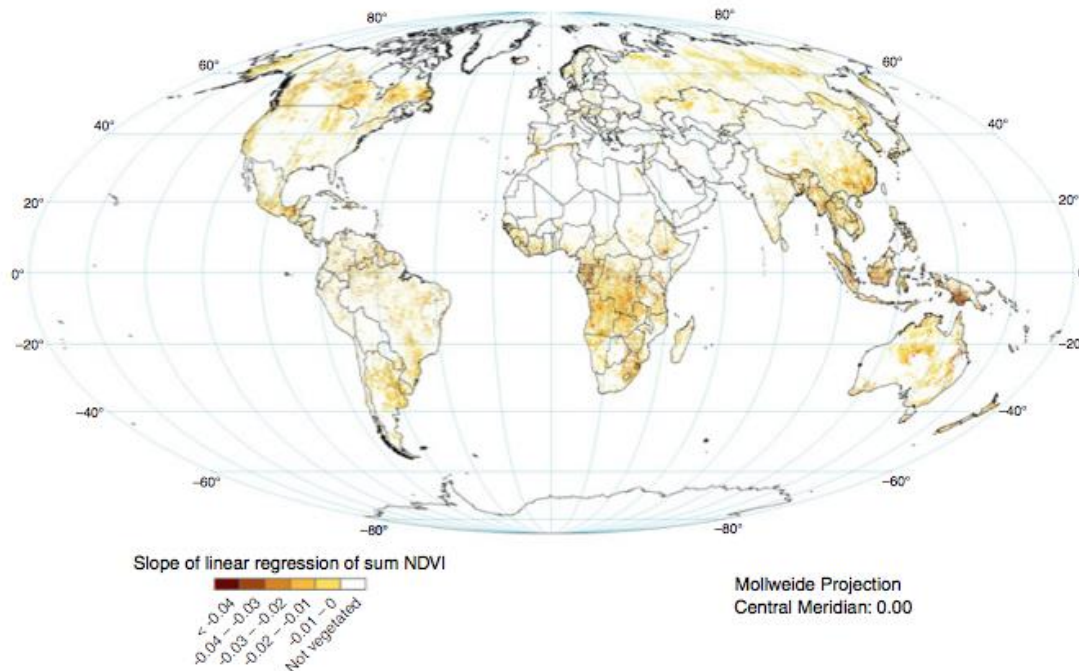 80° 80°
60° 60°
40° 40°
20° 20°
0° 0°
–20° –20
–40° –40°
–60° –60°
–80° –80°
Slope of linear regression of sum NDVI
< -0.04
-0.04 – -0.03
-0.03 – -0.02
-0.02 – -0.01
-0.01 – 0
Not vegetated
Mollweide Projection
Central Meridian: 0.00